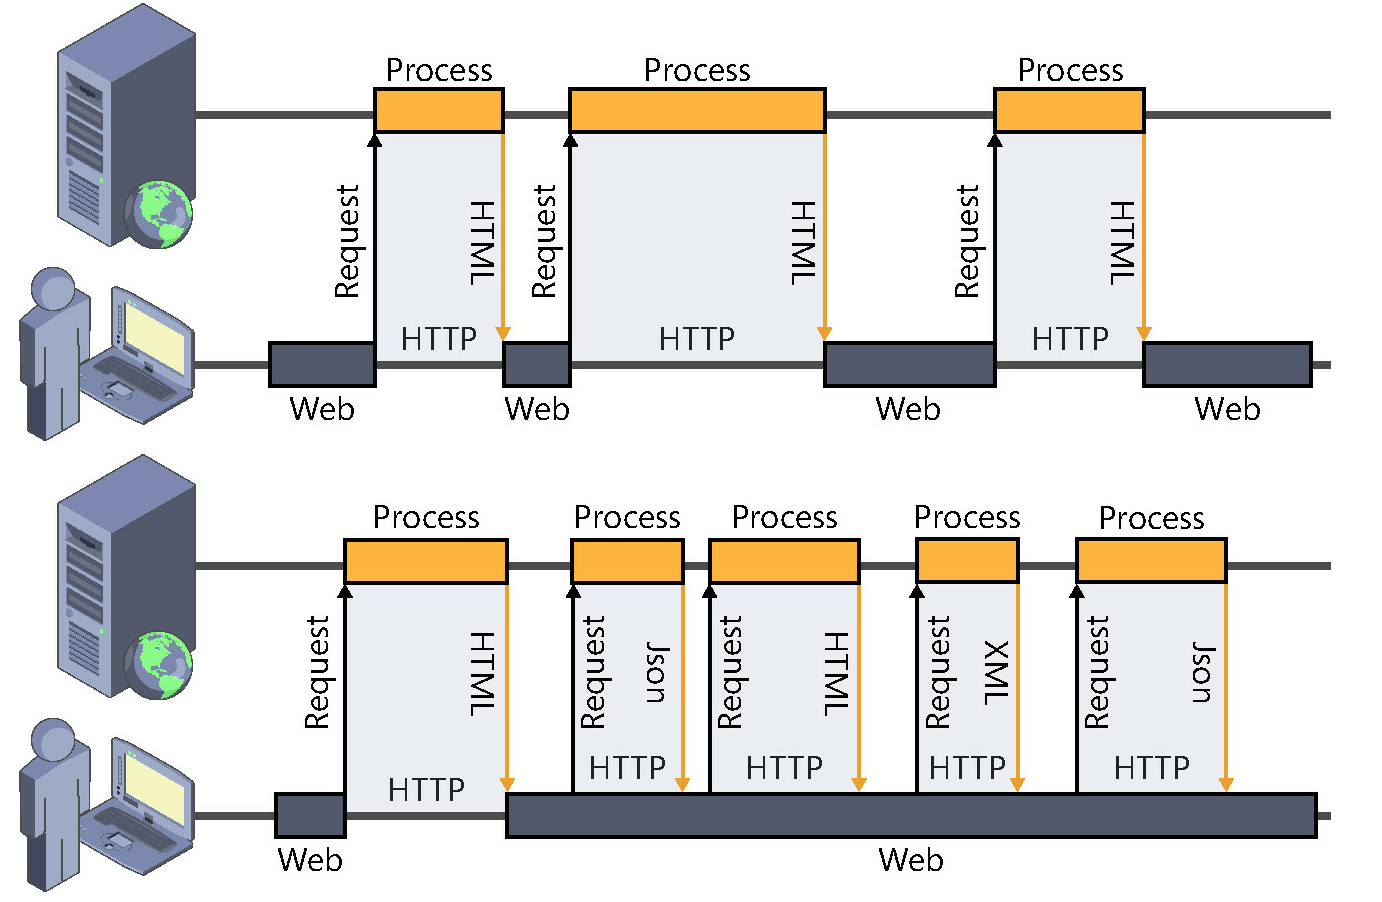 Process Process Process
Request HTML Request HTML Request HTML
HTTP HTTP HTTP
Web Web Web Web
Process Process Process Process Process
Request HTML Request Json Request HTML Request XML Request Json
HTTP HTTP HTTP HTTP HTTP
Web Web